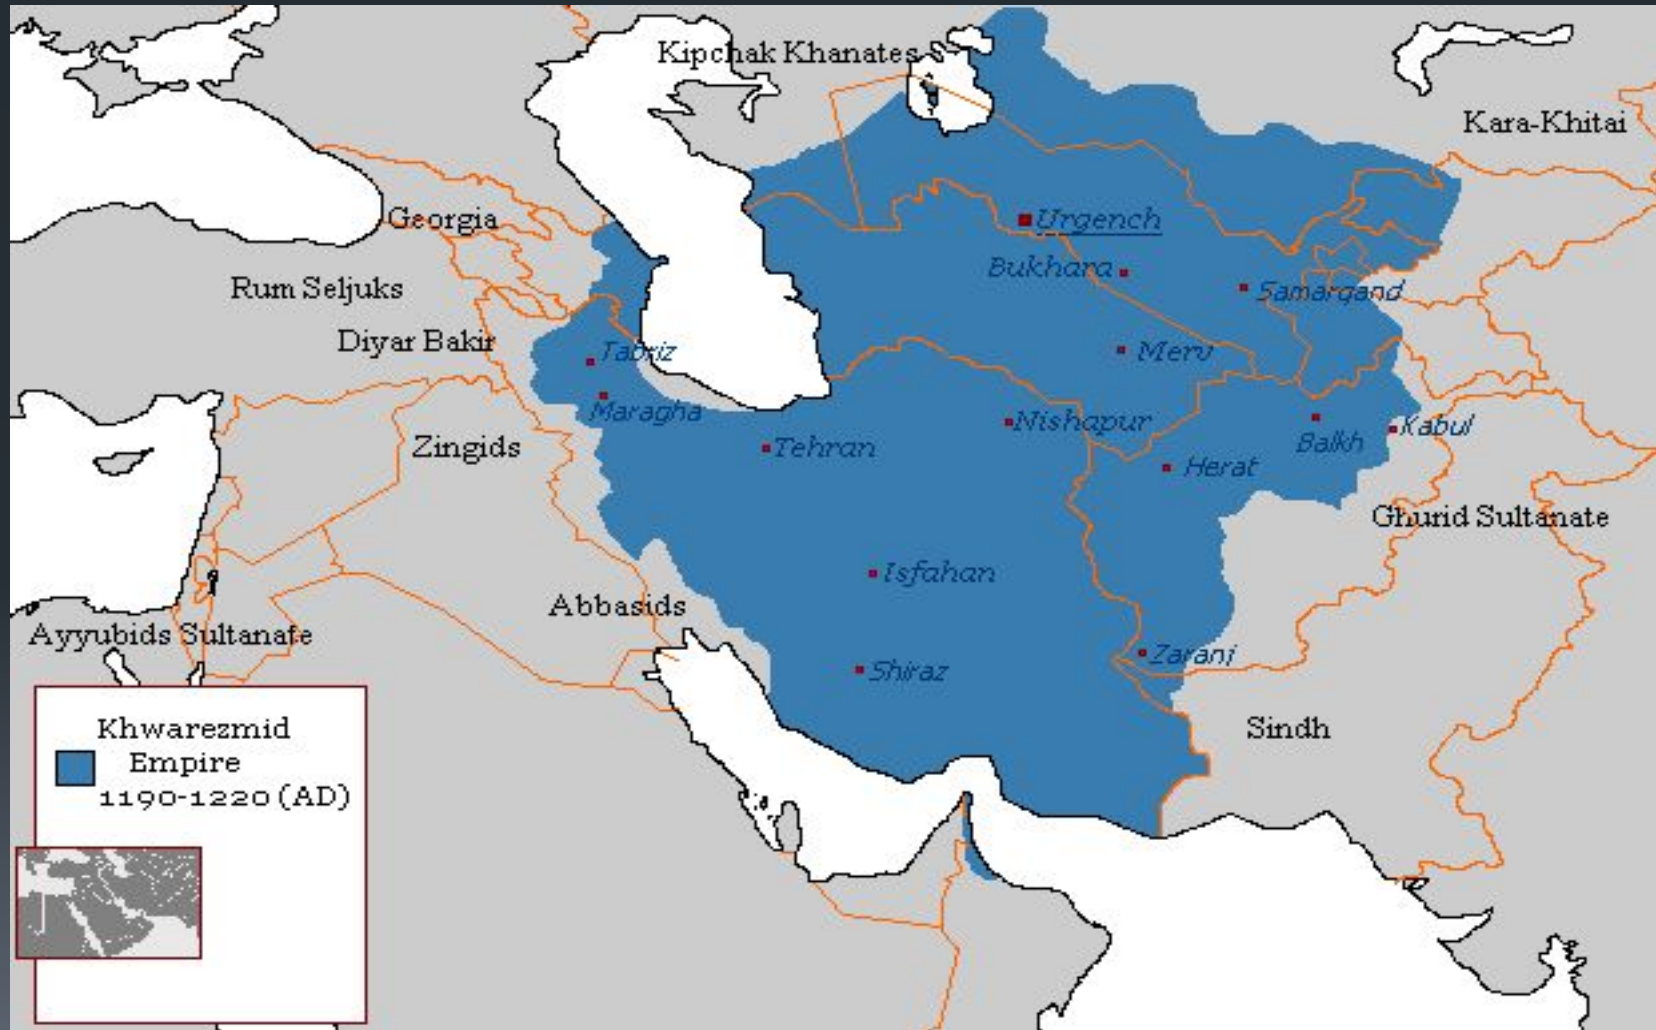 Kipchak Khanates
Kara-Khitai
Georgia
Urgench
Bukhara
Rum Seljuks
Samarqand
Diyar Bakir
Tabriz
Merv
Maragha
Nishapur
Kabul
Zingids
Tehran
Balkh
Herat
Ghurid Sultanate
Isfahan
Abbasids
Ayyubids Sultanate
Zaranj
Shiraz
Sindh
Khwarezmid
Empire
1190-1220 (AD)